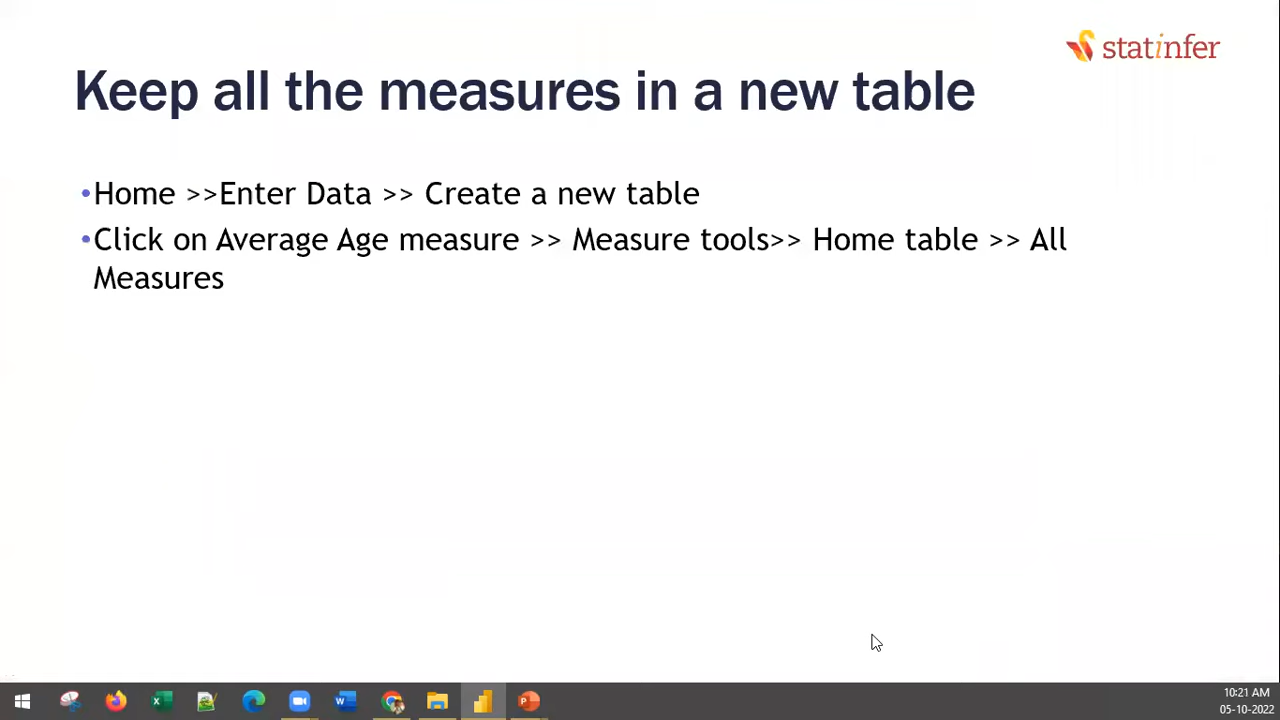 statinfer
Keep all the measures in a new table
•Home >>Enter Data >> Create a new table
•Click on Average Age measure >> Measure tools>> Home table >> All
Measures
10:21 AM
05-10-2022